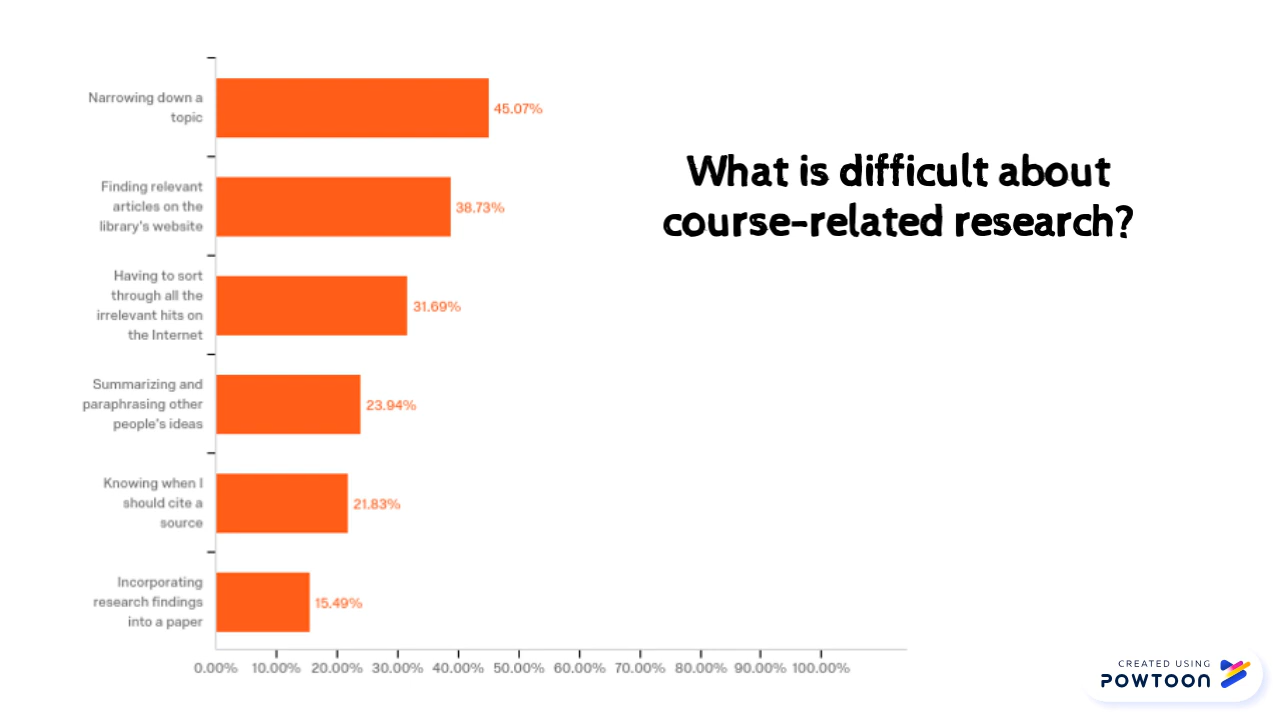 What is difficult about
course-related research?
Narrowing down a
topic
45.07%
Finding relevant
articles on the
library's website
38.73%
Having to sort
through all the
irrelevant hits on
the Internet
31.69%
Summarizing and
paraphrasing other
people's ideas
23.94%
Knowing when I
should cite a
source
21.83%
Incorporating
research findings
into a paper
15.49%
0.00% 10.00% 20.00% 30.00% 40.00% 50.00% 60.00% 70.00% 80.00% 90.00% 100.00%
CREATED USING
POWTOON